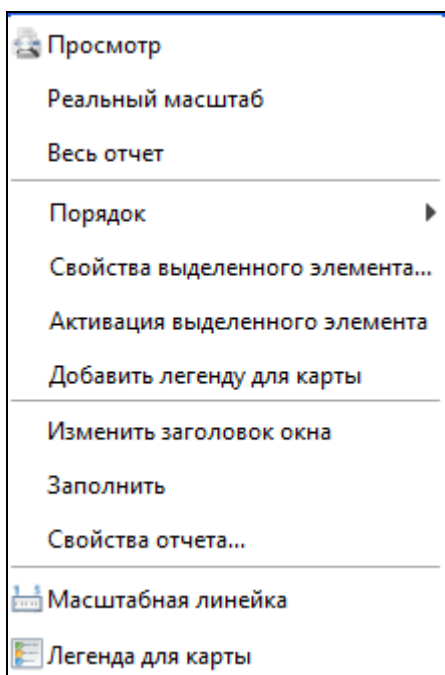 Просмотр
Реальный масштаб
Весь отчет
Порядок
Свойства выделенного элемента...
Активация выделенного элемента
Добавить легенду для карты
Изменить заголовок окна
Заполнить
Свойства отчета...
Масштабная линейка
Легенда для карты